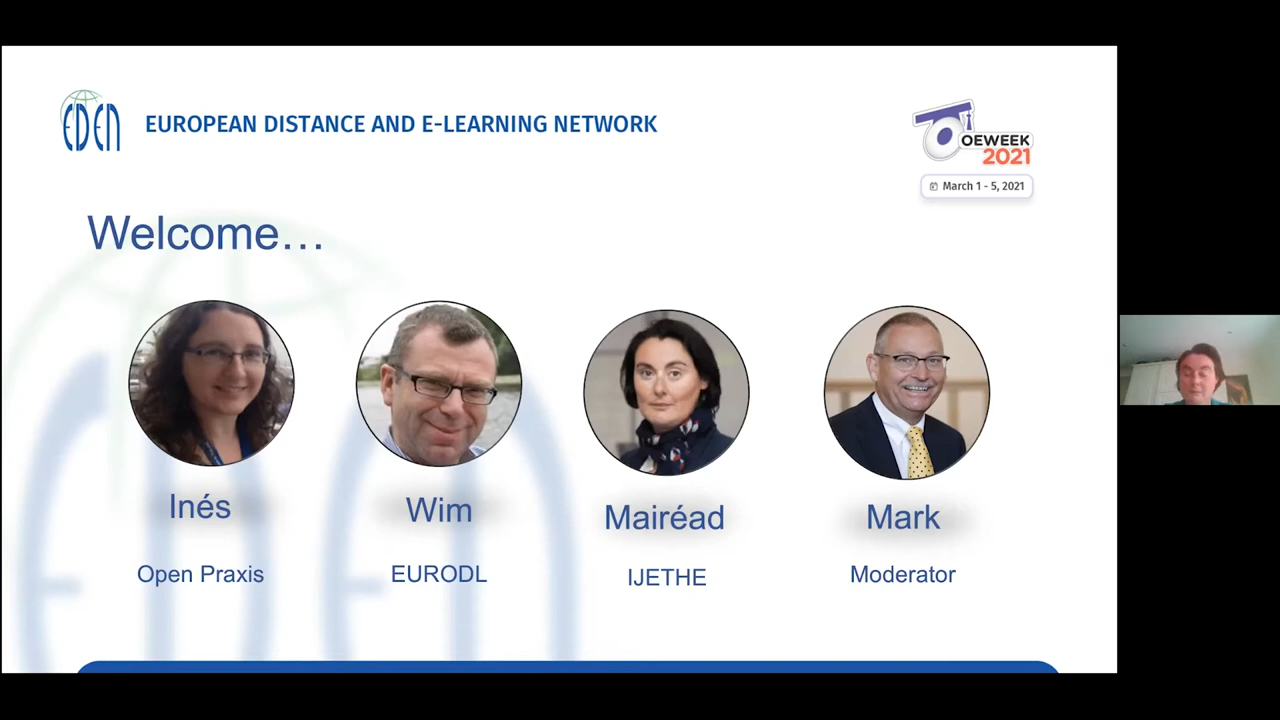 EDEN
EUROPEAN DISTANCE AND E-LEARNING NETWORK
OEWEEK
2021
March 1 - 5, 2021
Welcome…
Inés
Wim
Mairéad
Mark
Open Praxis
EURODL
IJETHE
Moderator